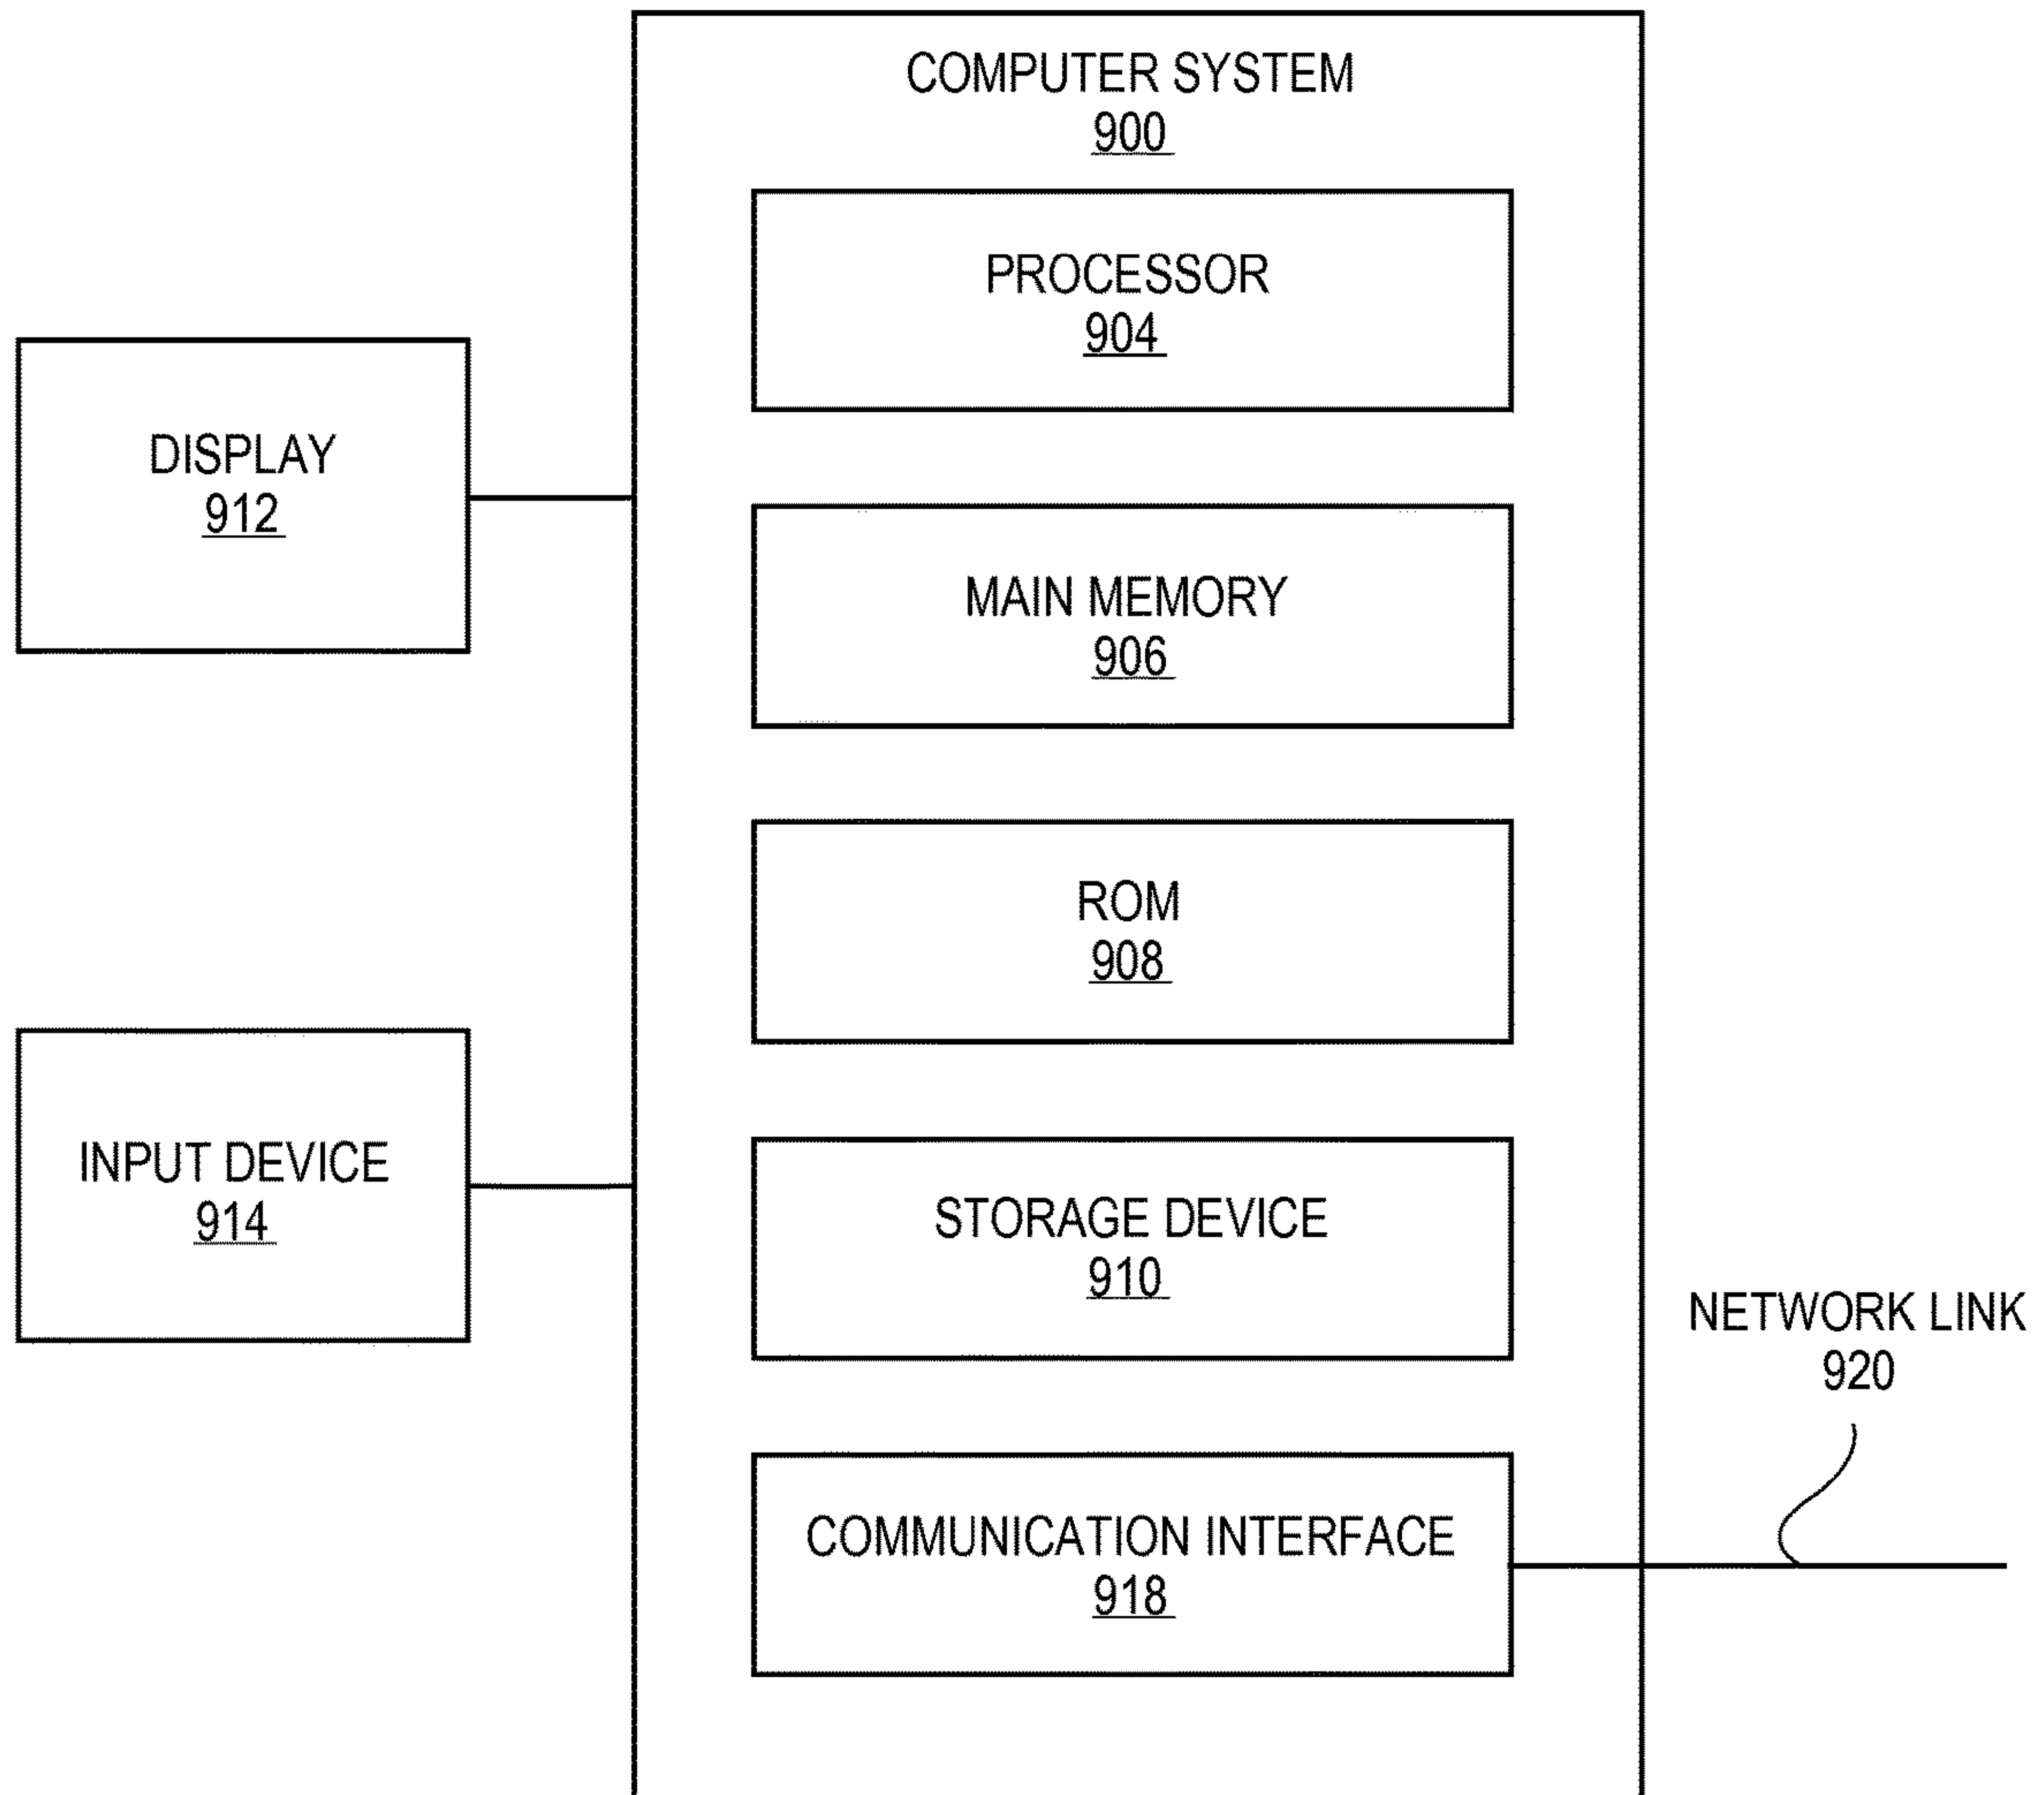 COMPUTER SYSTEM
900
PROCESSOR
904
DISPLAY
912
MAIN MEMORY
906
ROM
908
INPUT DEVICE
914
STORAGE DEVICE
910
NETWORK LINK
920
COMMUNICATION INTERFACE
918